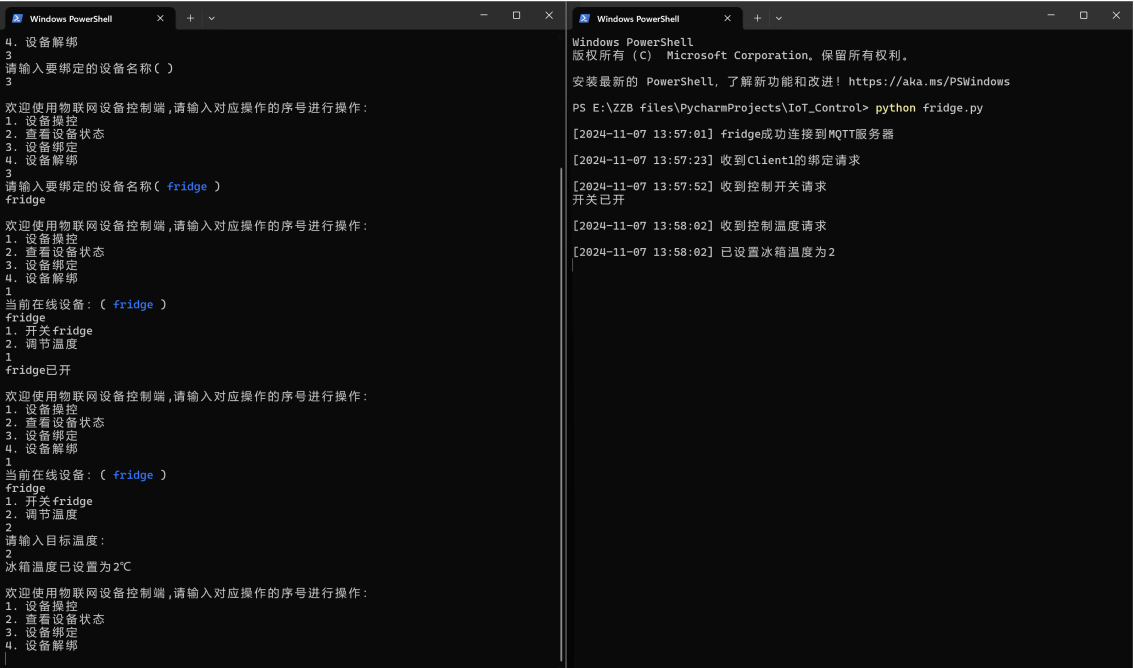 Windows PowerShell
4. 设备解绑
3
请输入要绑定的设备名称( )
3
欢迎使用物联网设备控制端,请输入对应操作的序号进行操作:
1. 设备操控
2. 查看设备状态
3. 设备绑定
4. 设备解绑
3
请输入要绑定的设备名称( fridge )
fridge
欢迎使用物联网设备控制端,请输入对应操作的序号进行操作:
1. 设备操控
2. 查看设备状态
3. 设备绑定
4. 设备解绑
1
当前在线设备:( fridge )
fridge
1. 开关fridge
2. 调节温度
1
fridge已开
欢迎使用物联网设备控制端,请输入对应操作的序号进行操作:
1. 设备操控
2. 查看设备状态
3. 设备绑定
4. 设备解绑
1
当前在线设备:( fridge )
fridge
1. 开关fridge
2. 调节温度
2
请输入目标温度:
2
冰箱温度已设置为2℃
欢迎使用物联网设备控制端,请输入对应操作的序号进行操作:
1. 设备操控
2. 查看设备状态
3. 设备绑定
4. 设备解绑
Windows PowerShell
Windows PowerShell
版权所有 (C) Microsoft Corporation。保留所有权利。
安装最新的 PowerShell,了解新功能和改进!https://aka.ms/PSWindows
PS E:\ZZB files\PycharmProjects\IoT_Control> python fridge.py
[2024-11-07 13:57:01] fridge成功连接到MQTT服务器
[2024-11-07 13:57:23] 收到Client1的绑定请求
[2024-11-07 13:57:52] 收到控制开关请求
开关已开
[2024-11-07 13:58:02] 收到控制温度请求
[2024-11-07 13:58:02] 已设置冰箱温度为2